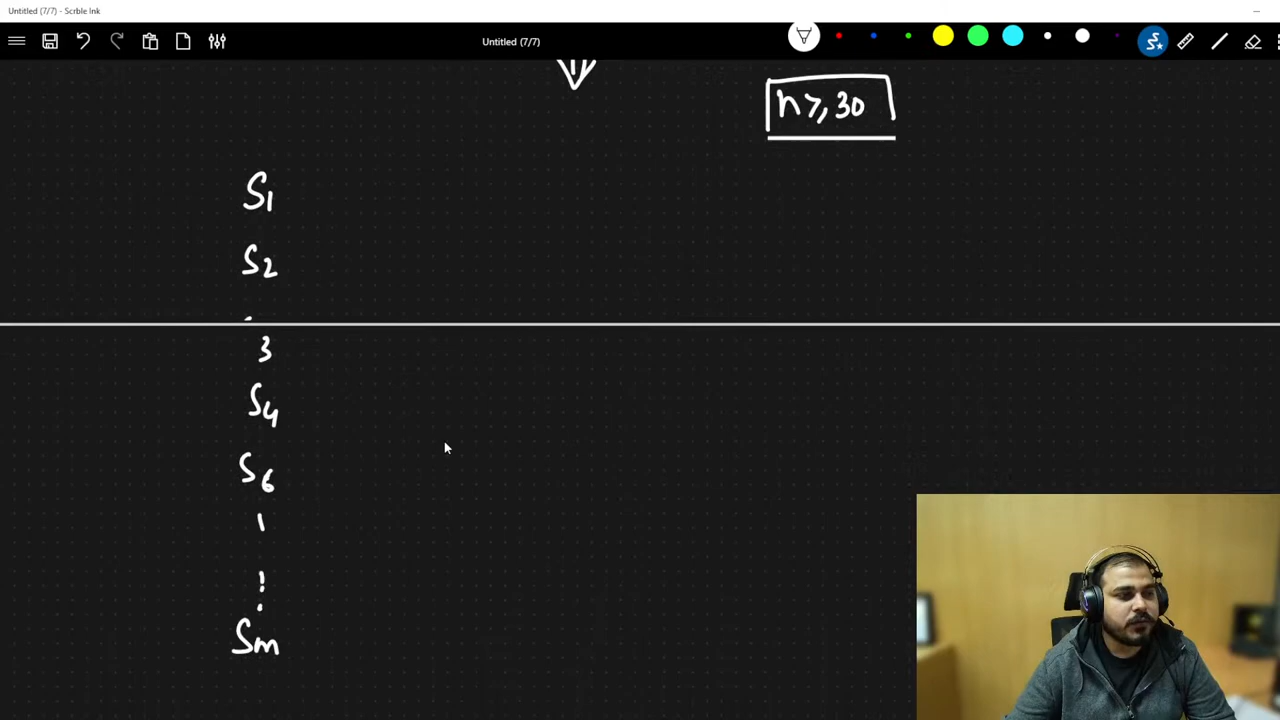 Untitled (7/7) - Scrble Ink
Untitled (7/7)
n ≥ 30
S1
S2
3
S4
S6
Sm